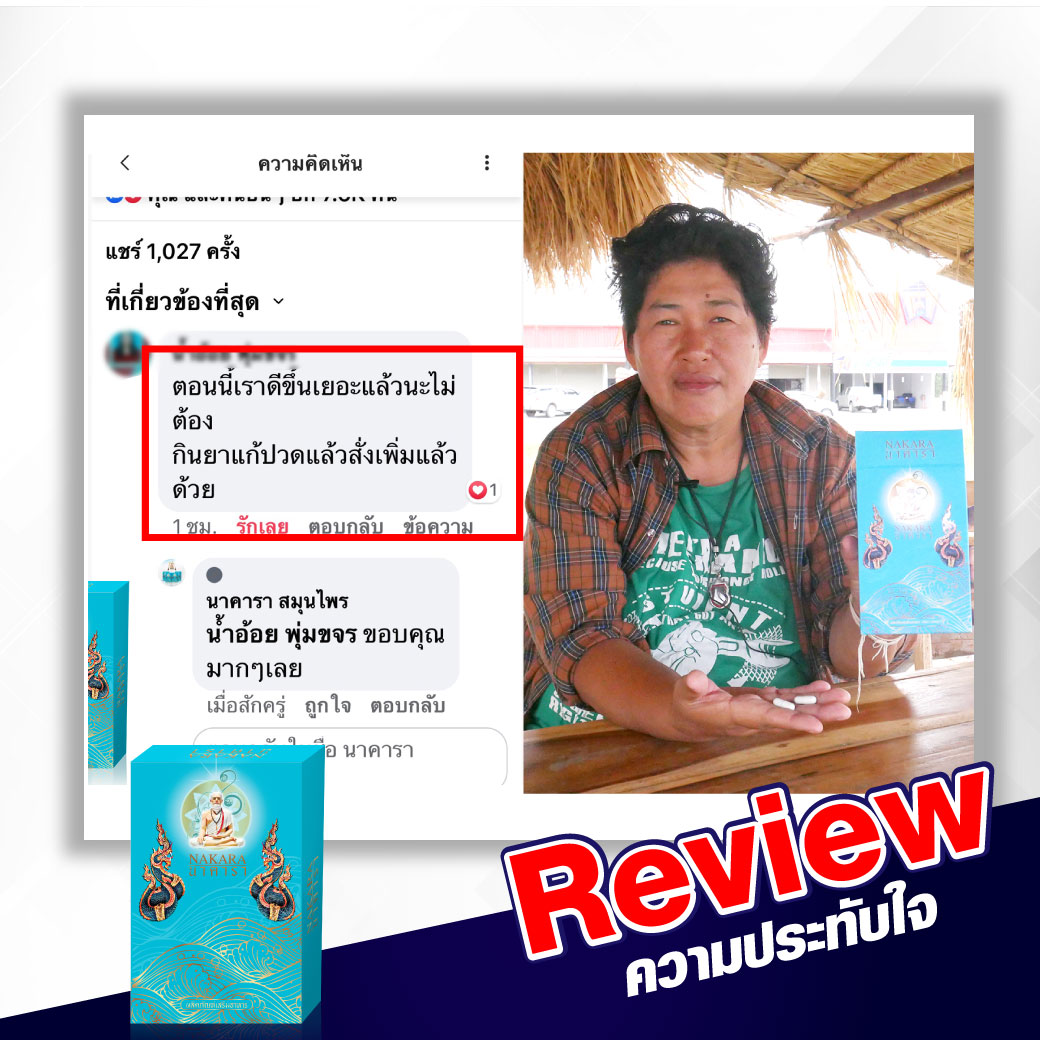 ความคิดเห็น
แชร์ 1,027 ครั้ง
ที่เกี่ยวข้องที่สุด
ตอนนี้เราดีขึ้นเยอะแล้วนะไม่
ต้อง
กินยาแก้ปวดแล้วสั่งเพิ่มแล้ว
ด้วย
1
1 ชม. รักเลย ตอบกลับ ข้อความ
นาคารา สมุนไพร
น้ำอ้อย พุ่มขจร ขอบคุณ
มากๆเลย
เมื่อสักครู่ ถูกใจ ตอบกลับ
นาคารา
NAKARA
นาคารา
NAKARA
STUDENT
NAKARA
นาคารา
Review
ความประทับใจ